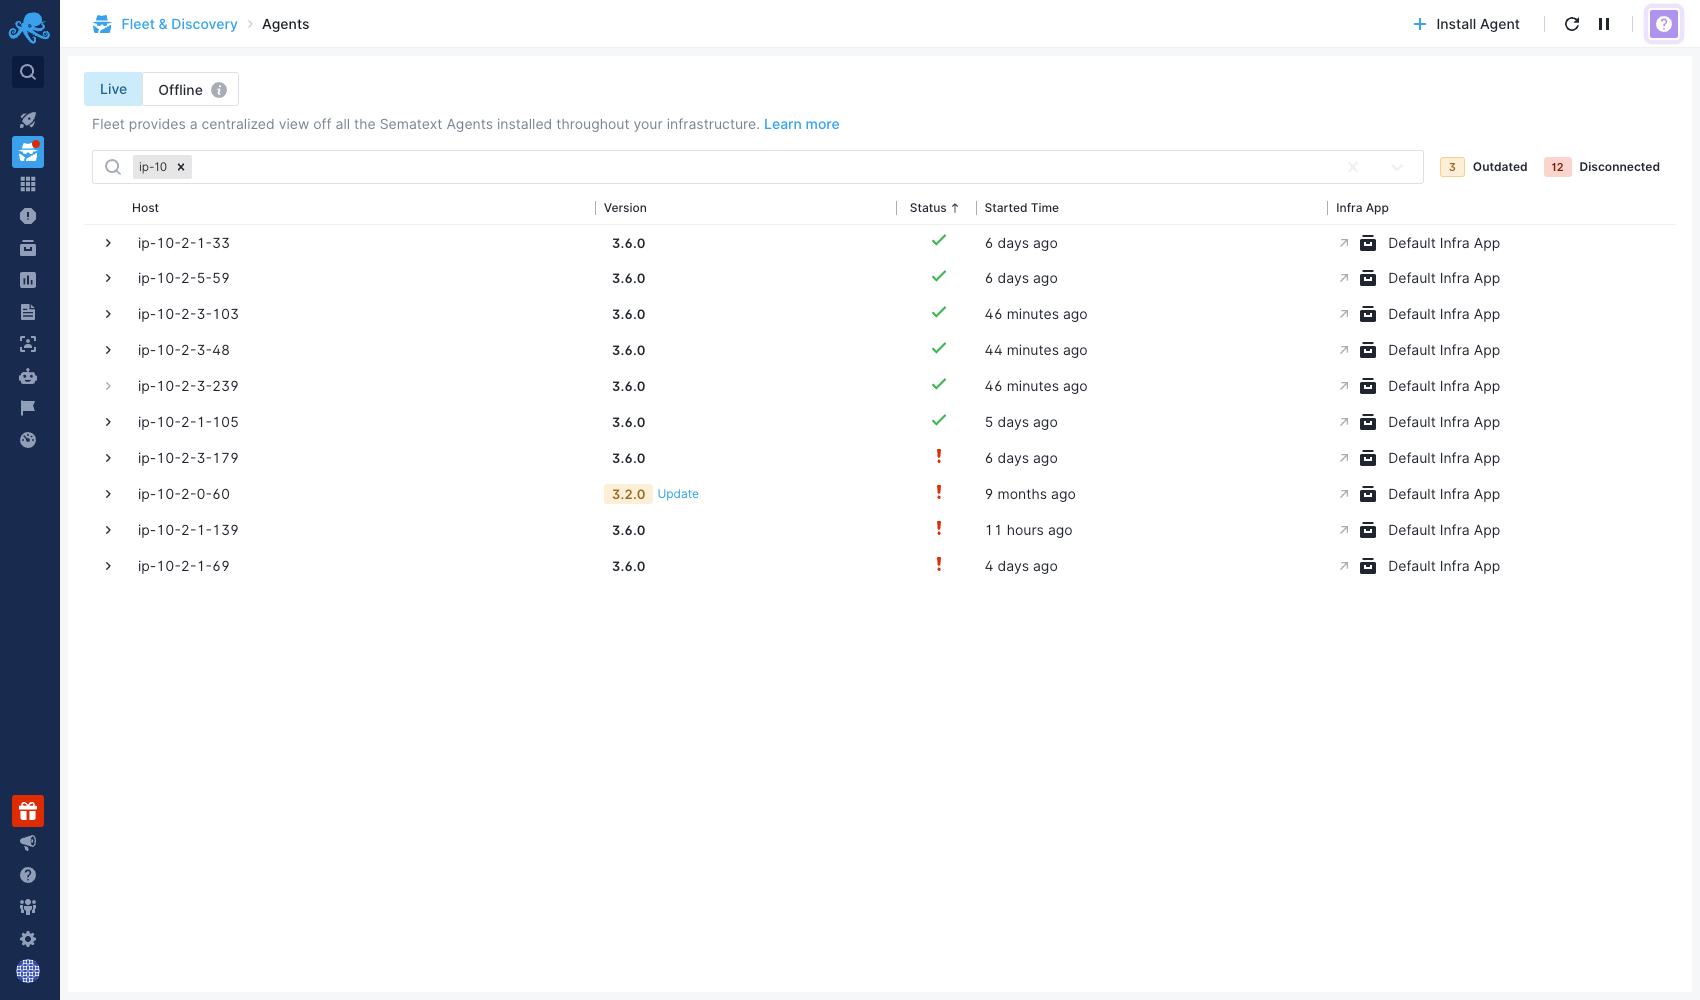 Fleet & Discovery > Agents
+ Install Agent
Live
Offline
Fleet provides a centralized view off all the Sematext Agents installed throughout your infrastructure. Learn more
ip-10 ×
3 Outdated 12 Disconnected
Host Version Status ↑ Started Time Infra App
ip-10-2-1-33 3.6.0 6 days ago Default Infra App
ip-10-2-5-59 3.6.0 6 days ago Default Infra App
ip-10-2-3-103 3.6.0 46 minutes ago Default Infra App
ip-10-2-3-48 3.6.0 44 minutes ago Default Infra App
ip-10-2-3-239 3.6.0 46 minutes ago Default Infra App
ip-10-2-1-105 3.6.0 5 days ago Default Infra App
ip-10-2-3-179 3.6.0 ! 6 days ago Default Infra App
ip-10-2-0-60 3.2.0 Update ! 9 months ago Default Infra App
ip-10-2-1-139 3.6.0 ! 11 hours ago Default Infra App
ip-10-2-1-69 3.6.0 ! 4 days ago Default Infra App